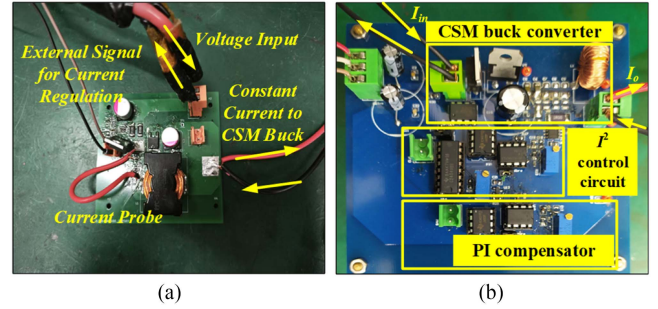 External Signal
for Current
Regulation
Voltage Input
Constant
Current to
CSM Buck
Current Probe
(a)
I_in
CSM buck converter
I_o
I²
control
circuit
PI compensator
(b)